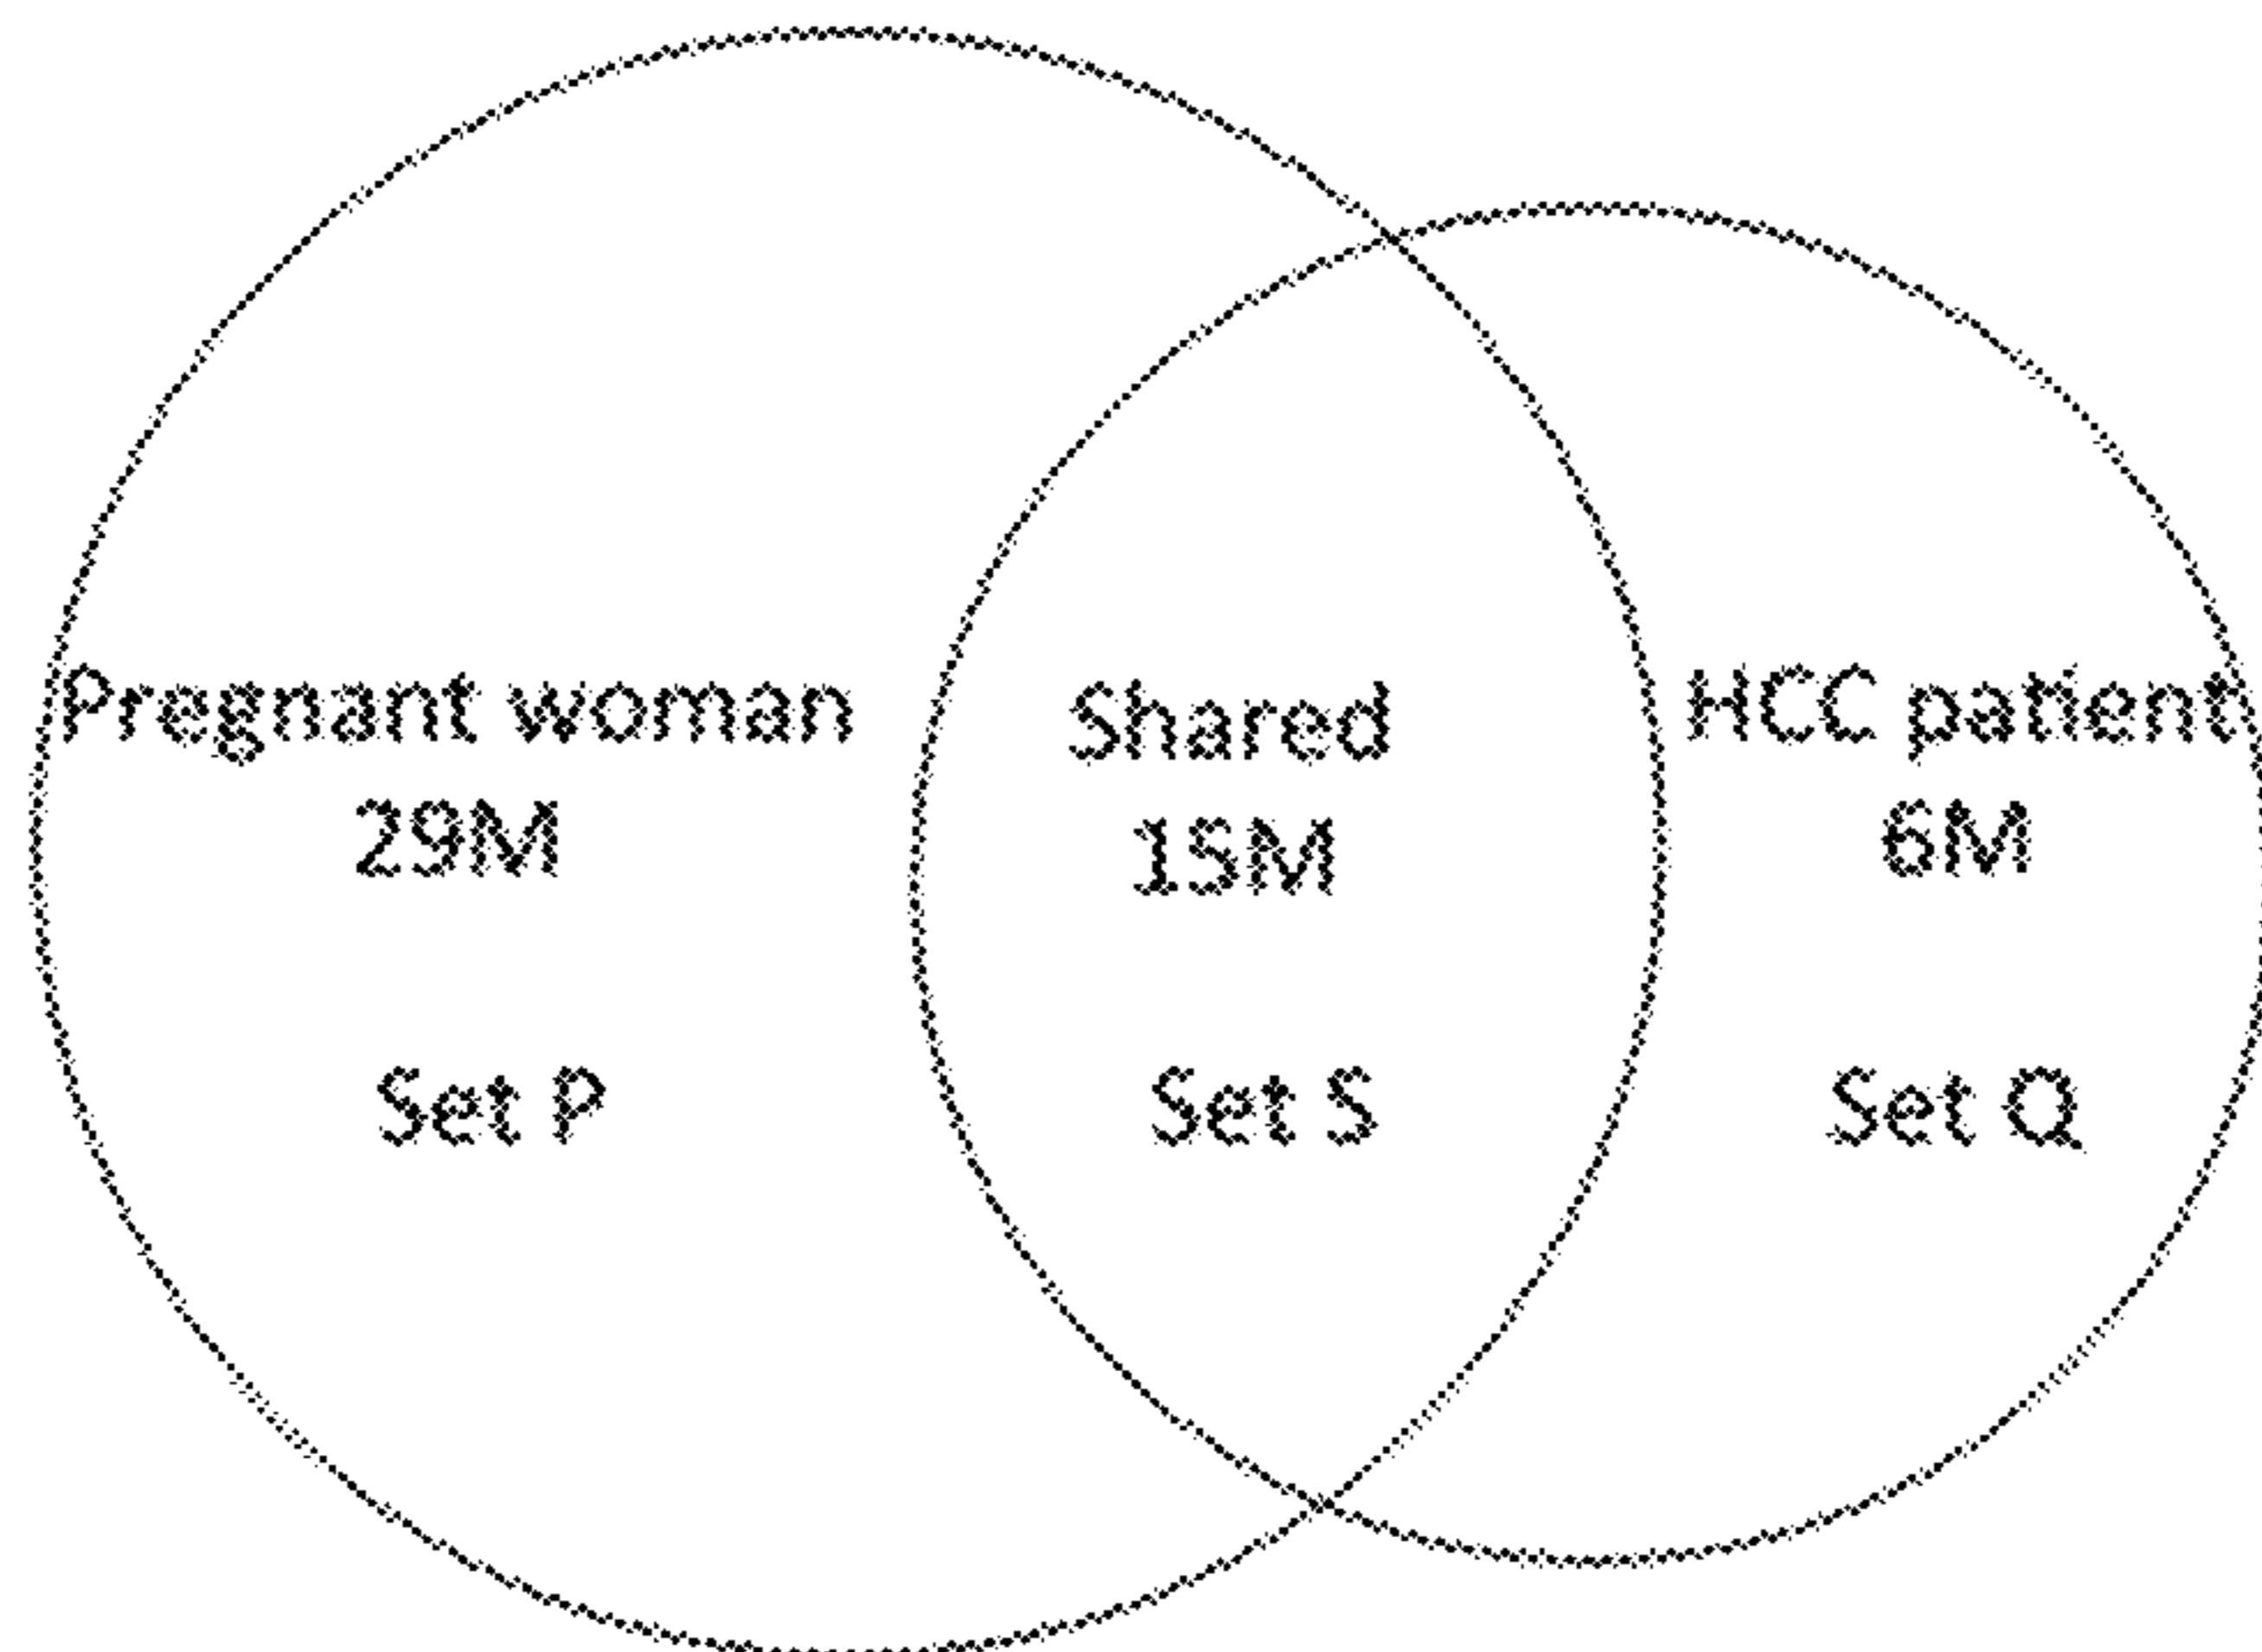 Pregnant woman
29M
Set P
Shared
15M
Set S
HCC patient
6M
Set Q